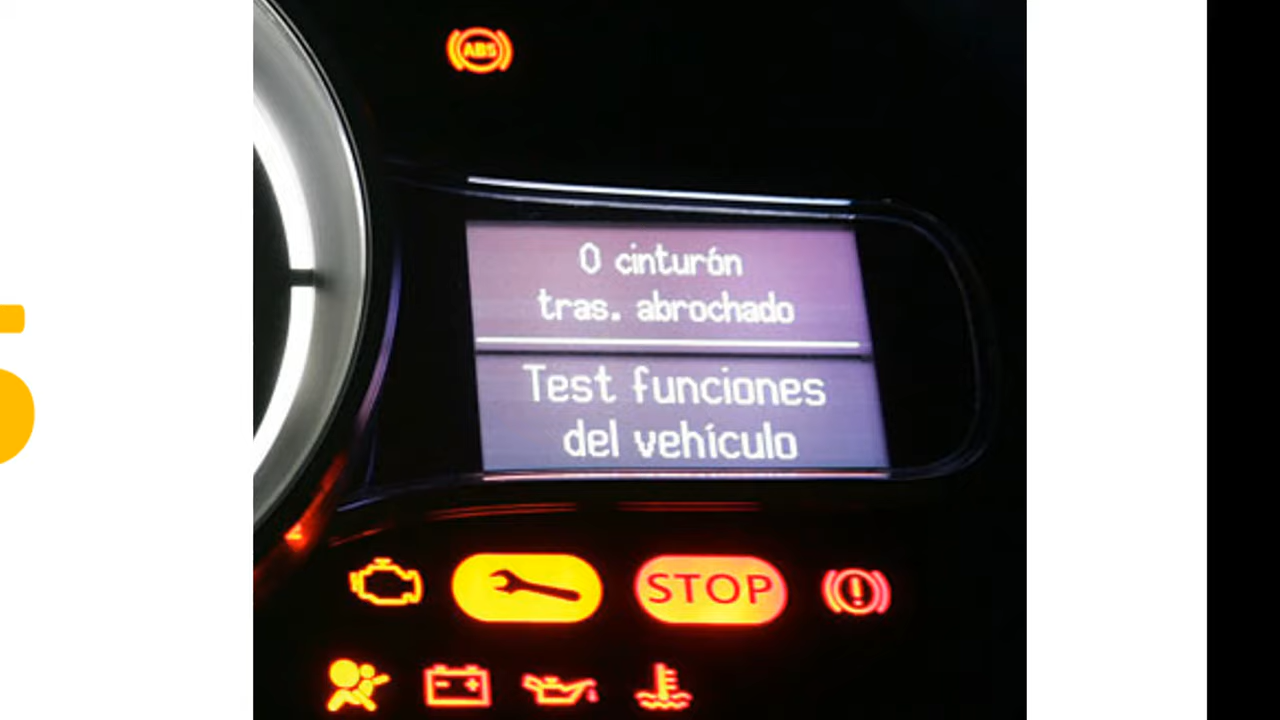 ABS
0 cinturón
tras. abrochado
Test funciones
del vehículo
STOP